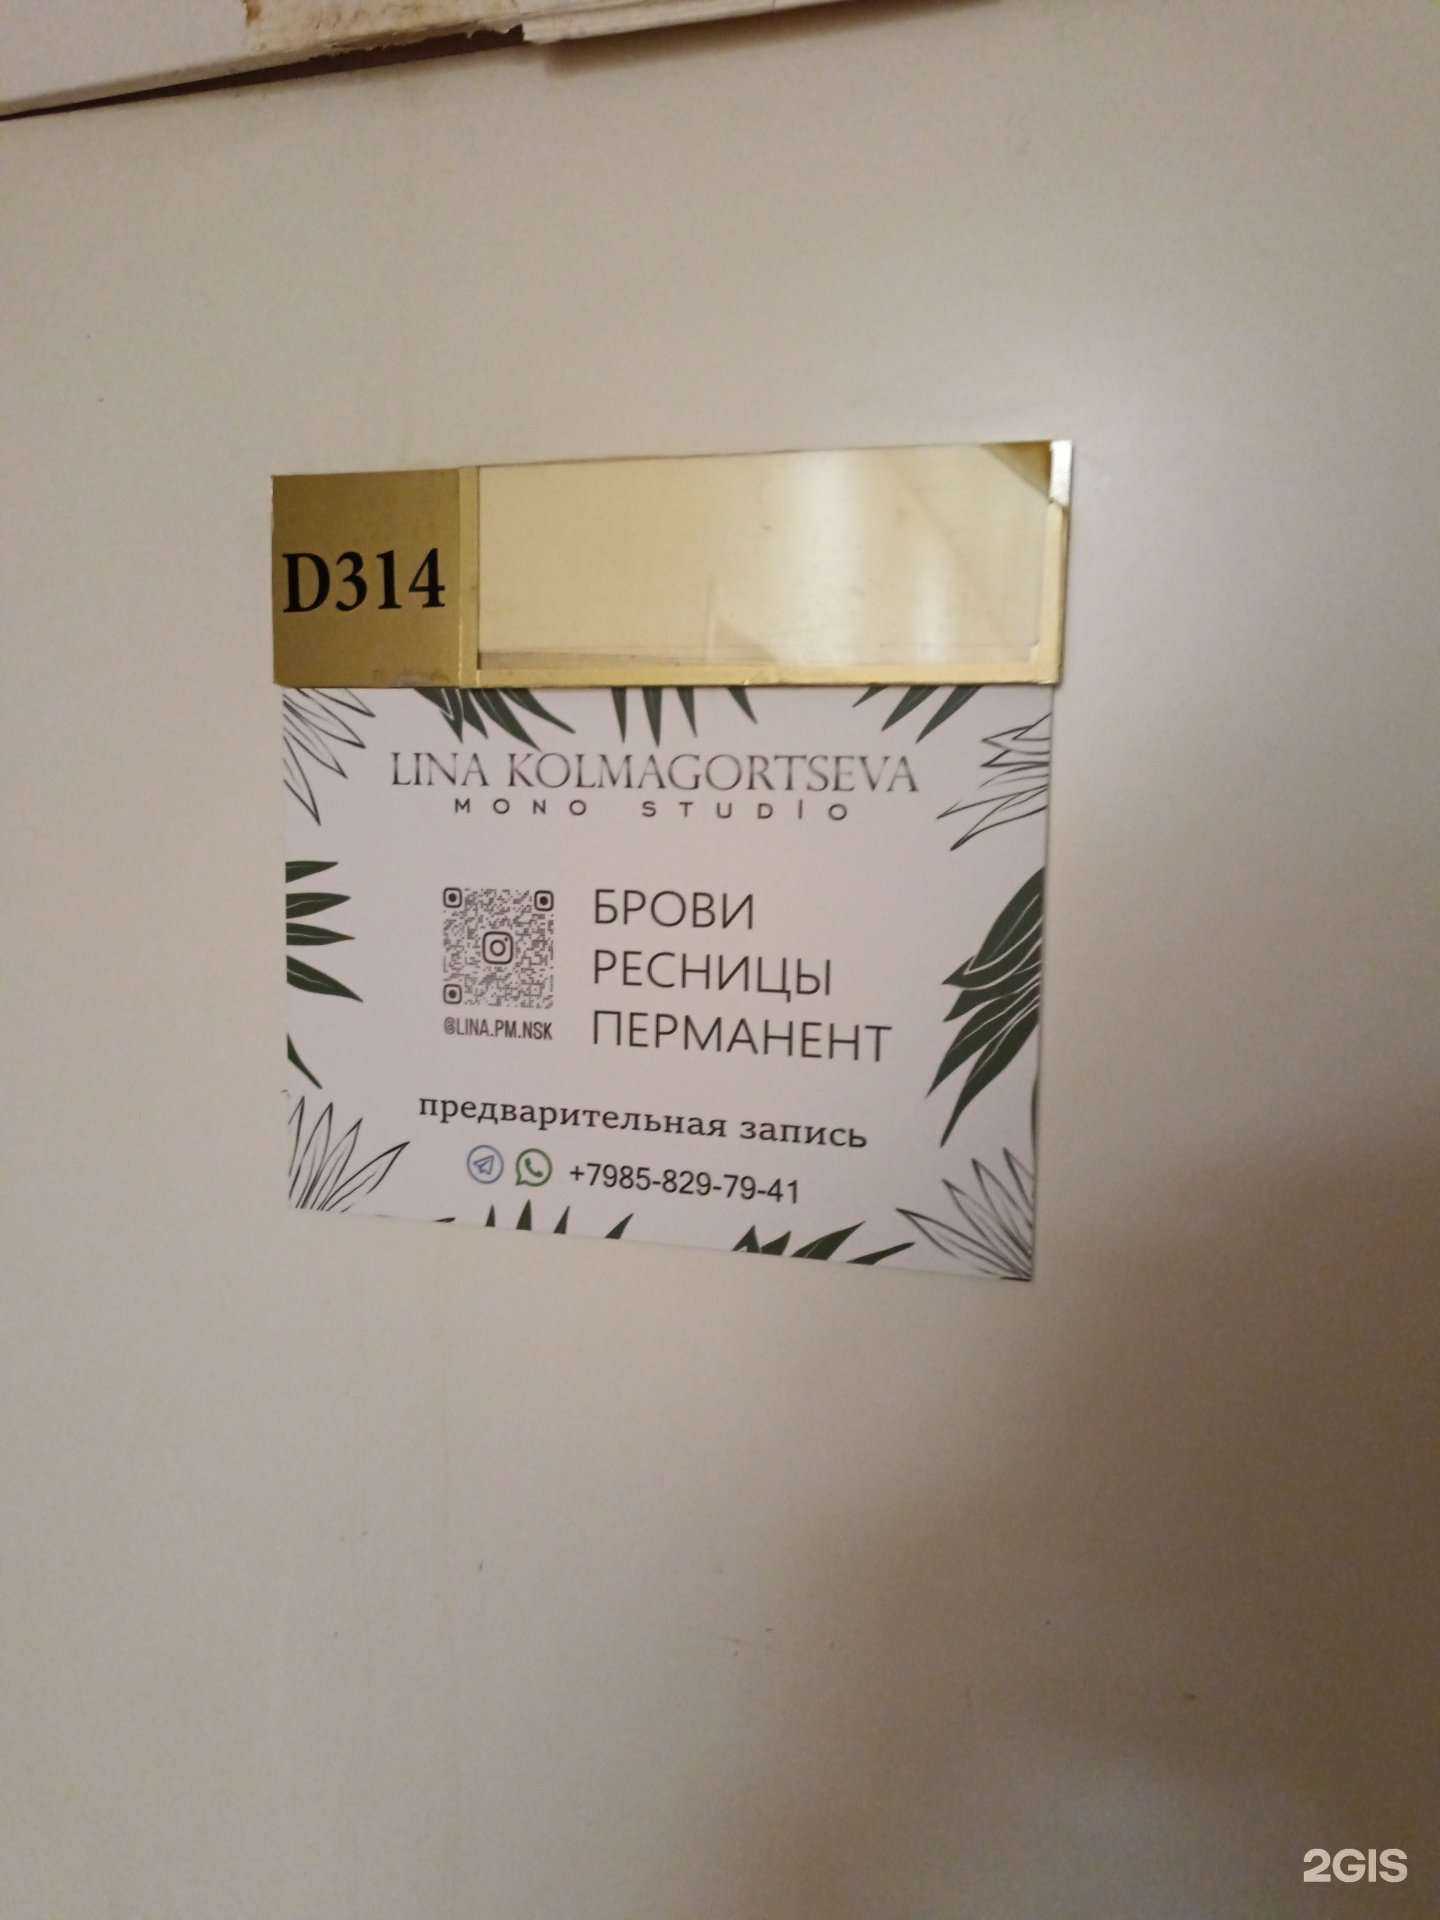 D314
LINA KOLMAGORTSEVA
MONO STUDIO
БРОВИ
РЕСНИЦЫ
ПЕРМАНЕНТ
@LINA.PM.NSK
предварительная запись
+7985-829-79-41
2GIS